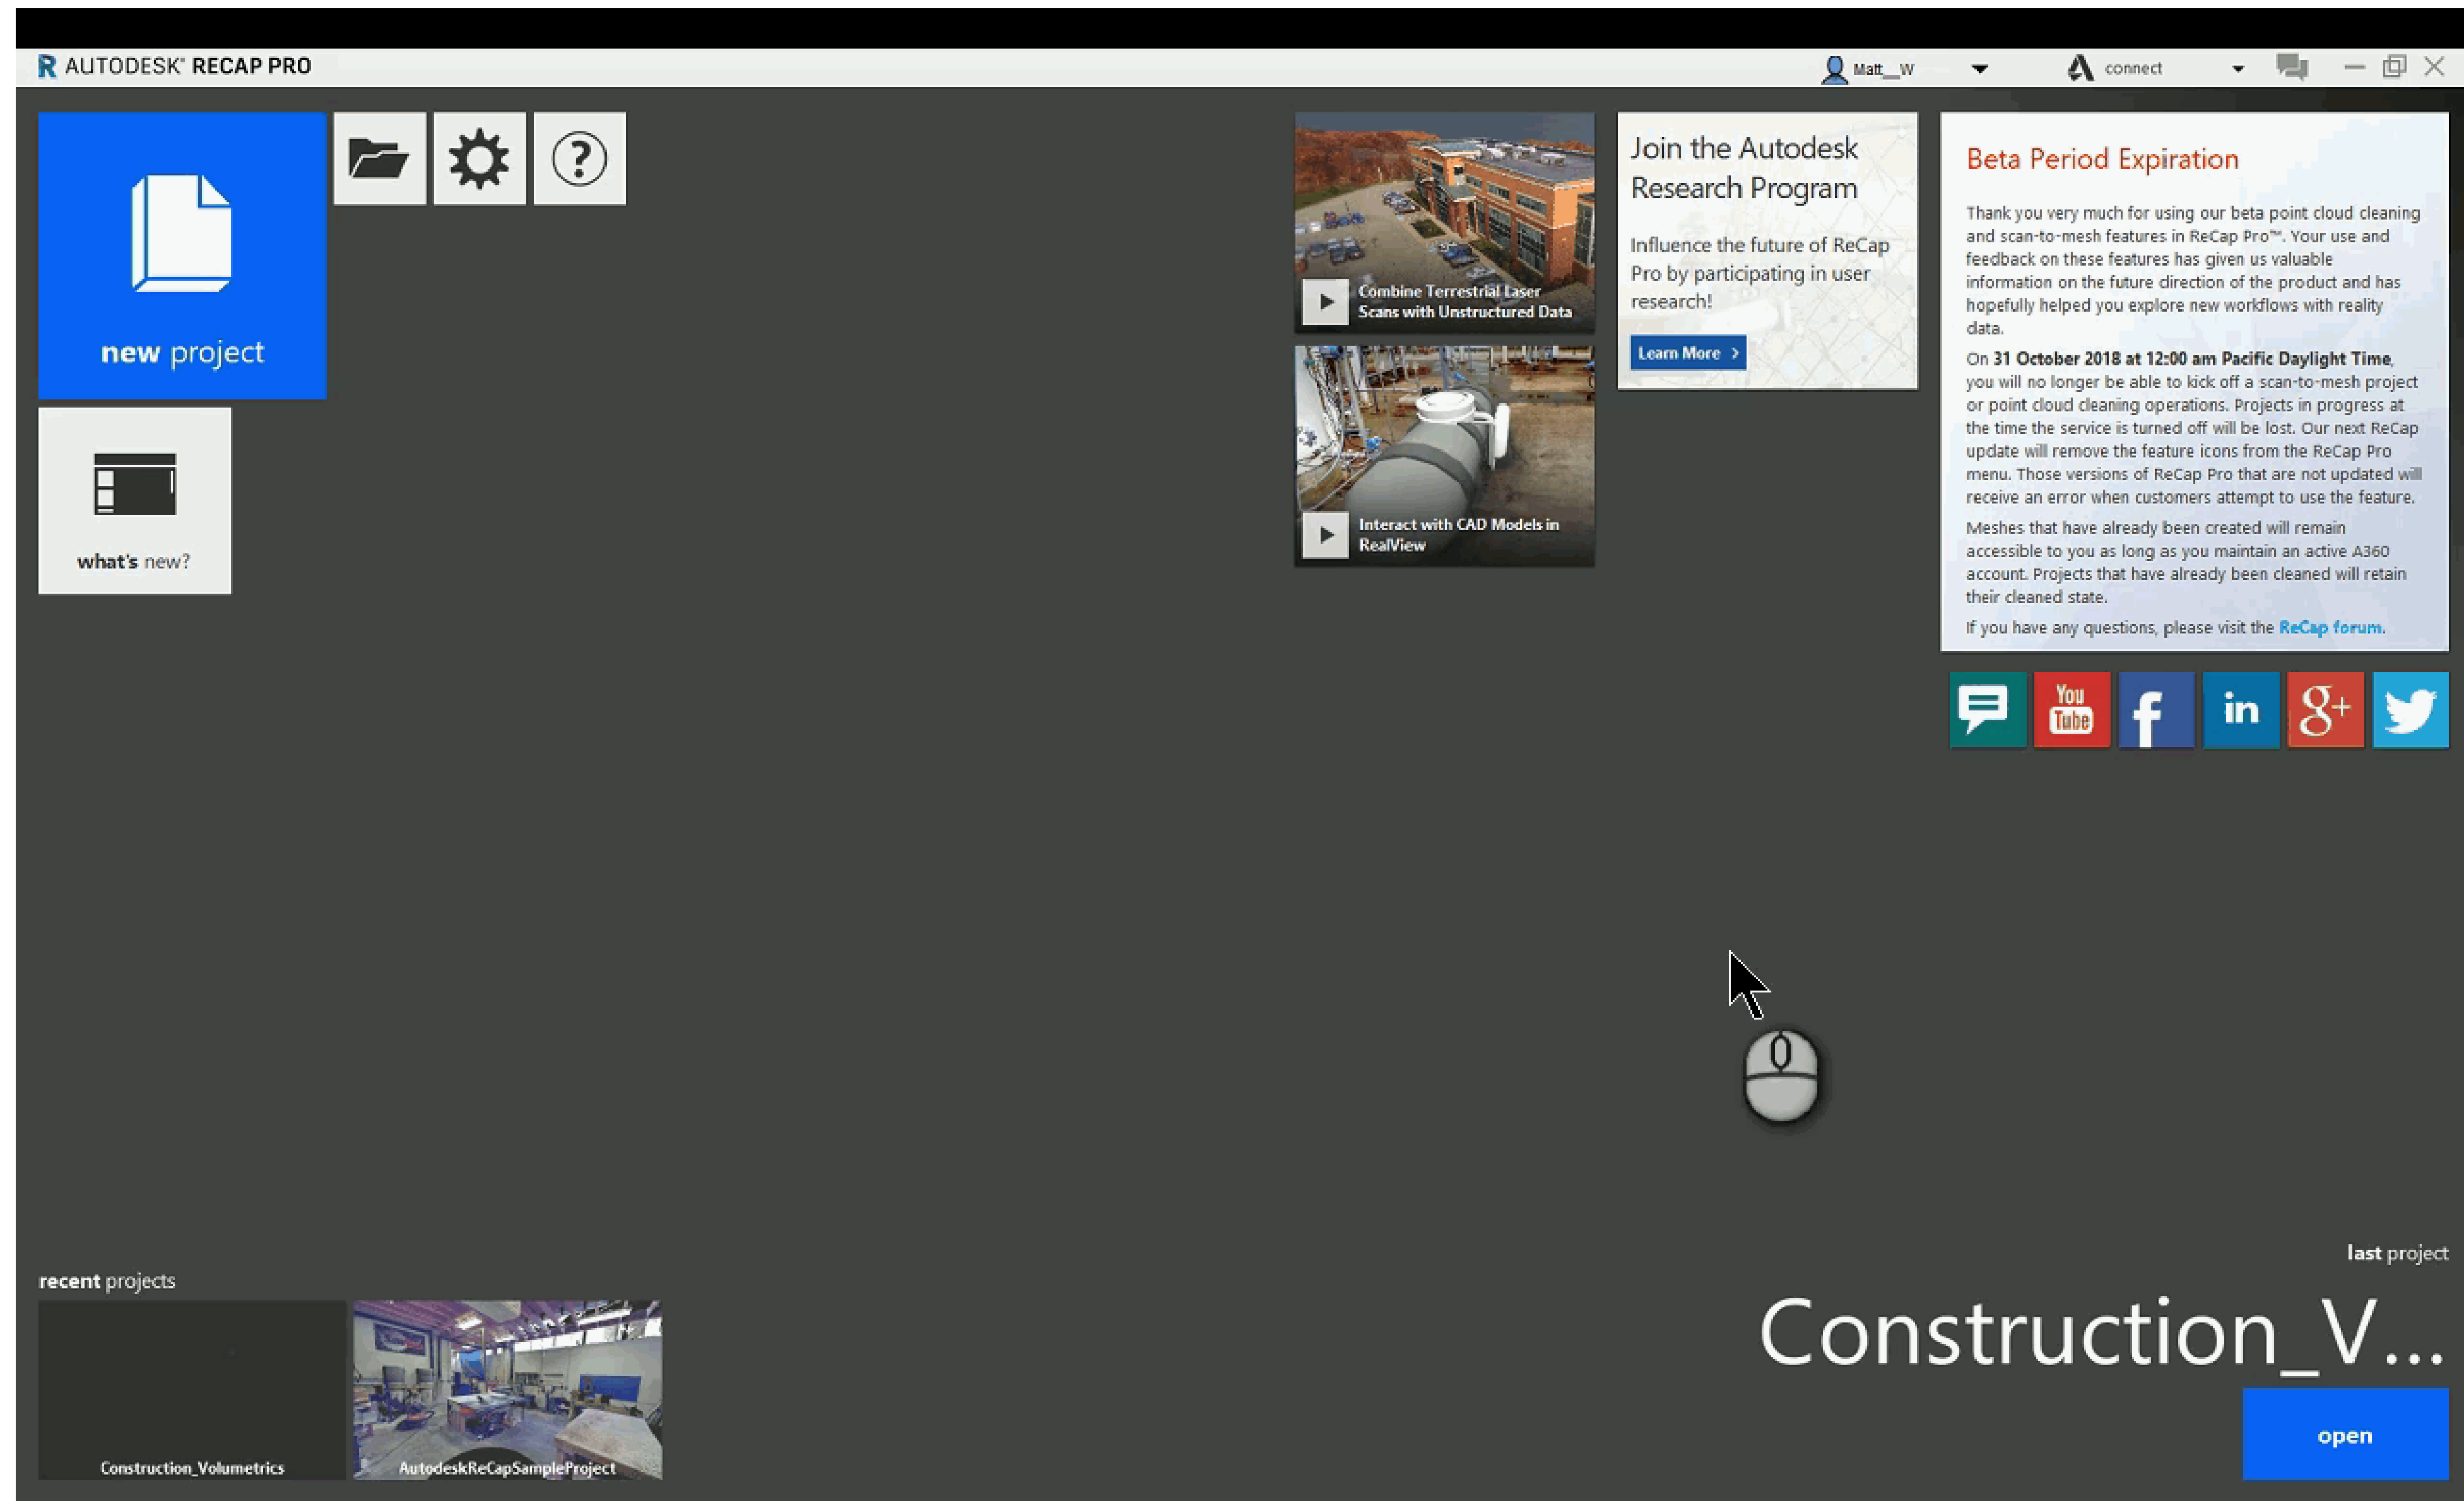 AUTODESK® RECAP PRO
Matt__W
connect
new project
?
what's new?
Combine Terrestrial Laser
Scans with Unstructured Data
Interact with CAD Models in
RealView
Join the Autodesk
Research Program
Influence the future of ReCap
Pro by participating in user
research!
Learn More >
Beta Period Expiration
Thank you very much for using our beta point cloud cleaning
and scan-to-mesh features in ReCap Pro™. Your use and
feedback on these features has given us valuable
information on the future direction of the product and has
hopefully helped you explore new workflows with reality
data.
On 31 October 2018 at 12:00 am Pacific Daylight Time,
you will no longer be able to kick off a scan-to-mesh project
or point cloud cleaning operations. Projects in progress at
the time the service is turned off will be lost. Our next ReCap
update will remove the feature icons from the ReCap Pro
menu. Those versions of ReCap Pro that are not updated will
receive an error when customers attempt to use the feature.
Meshes that have already been created will remain
accessible to you as long as you maintain an active A360
account. Projects that have already been cleaned will retain
their cleaned state.
If you have any questions, please visit the ReCap forum.
You
Tube
f
in
g+
recent projects
Construction_Volumetrics
AutodeskReCapSampleProject
last project
Construction_V...
open